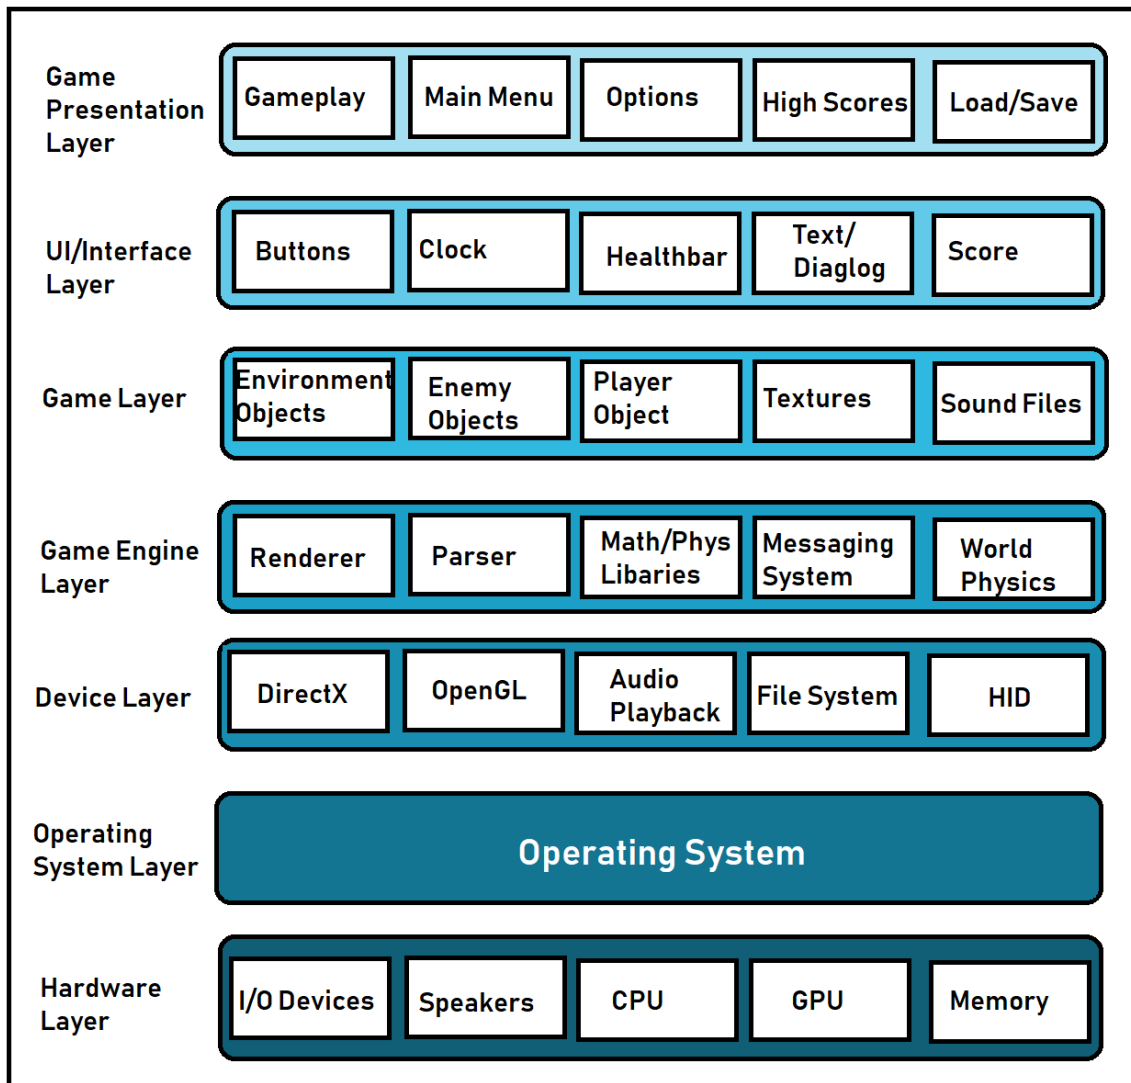 Game
Presentation
Layer
Gameplay
Main Menu
Options
High Scores
Load/Save
UI/Interface
Layer
Buttons
Clock
Healthbar
Text/
Diaglog
Score
Game Layer
Environment
Objects
Enemy
Objects
Player
Object
Textures
Sound Files
Game Engine
Layer
Renderer
Parser
Math/Phys
Libaries
Messaging
System
World
Physics
Device Layer
DirectX
OpenGL
Audio
Playback
File System
HID
Operating
System Layer
Operating System
Hardware
Layer
I/O Devices
Speakers
CPU
GPU
Memory